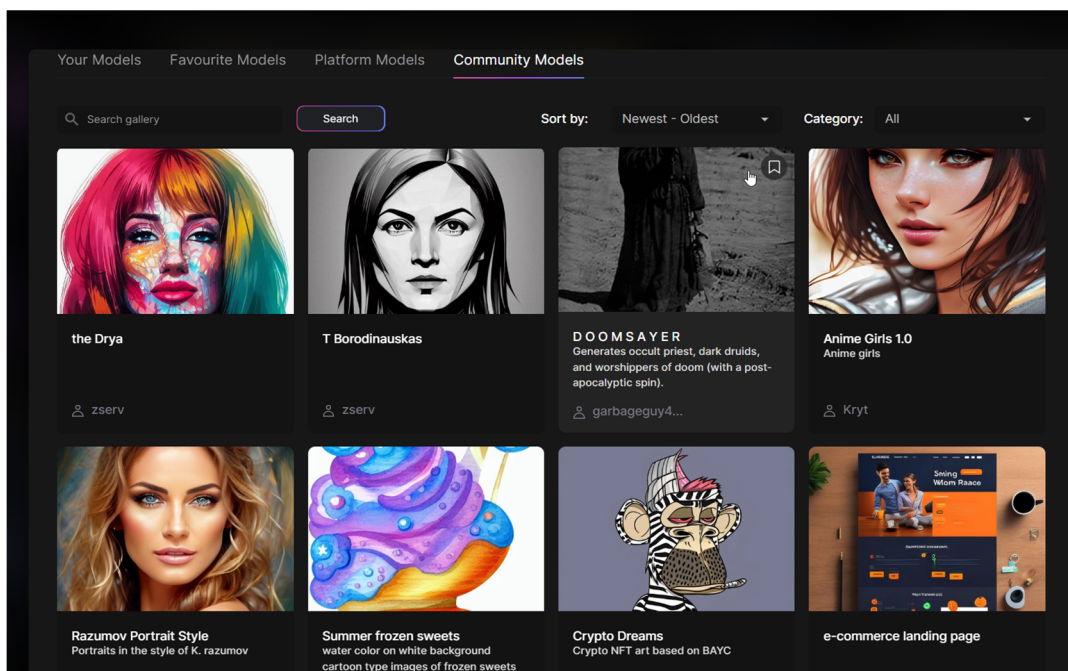 Your Models Favourite Models Platform Models Community Models
Search gallery Search Sort by: Newest - Oldest Category: All
the Drya
zserv
T Borodinauskas
zserv
D O O M S A Y E R
Generates occult priest, dark druids,
and worshippers of doom (with a post-
apocalyptic spin).
garbageguy4...
Anime Girls 1.0
Anime girls
Kryt
Sming
Wlom Raace
Razumov Portrait Style
Portraits in the style of K. razumov
Summer frozen sweets
water color on white background
cartoon type images of frozen sweets
Crypto Dreams
Crypto NFT art based on BAYC
e-commerce landing page